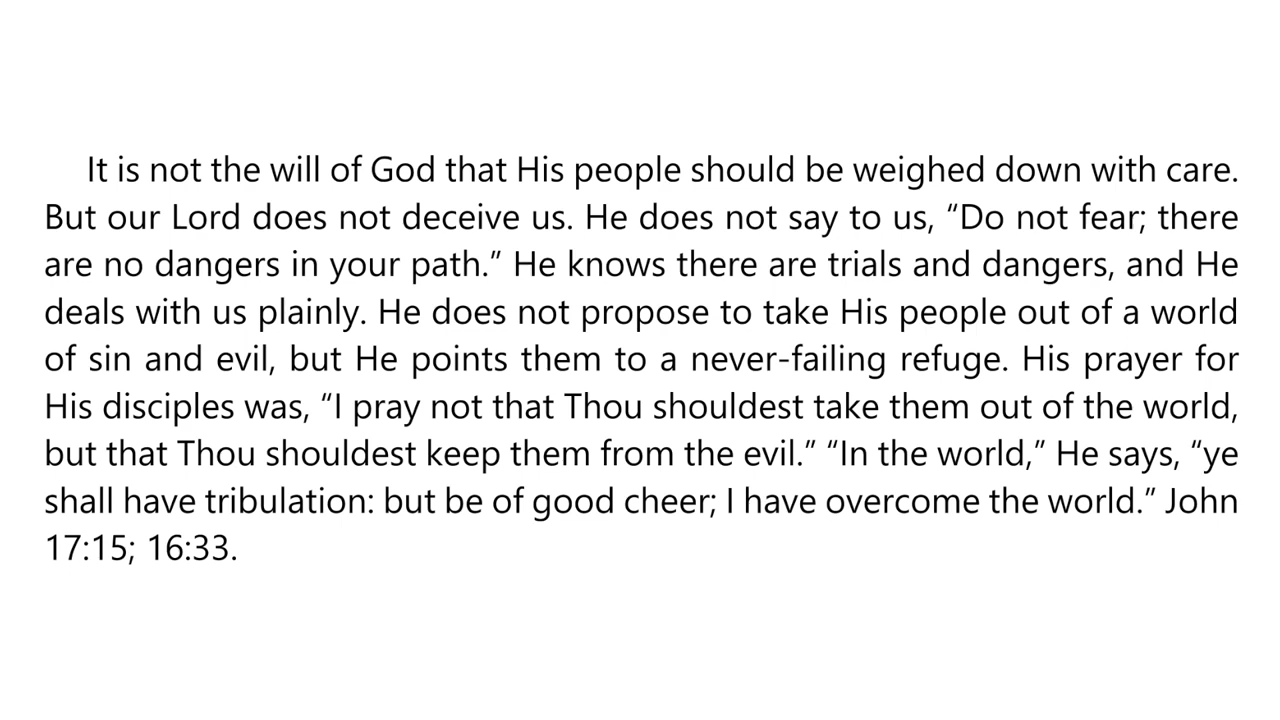 It is not the will of God that His people should be weighed down with care.
But our Lord does not deceive us. He does not say to us, “Do not fear; there
are no dangers in your path.” He knows there are trials and dangers, and He
deals with us plainly. He does not propose to take His people out of a world
of sin and evil, but He points them to a never-failing refuge. His prayer for
His disciples was, “I pray not that Thou shouldest take them out of the world,
but that Thou shouldest keep them from the evil.” “In the world,” He says, “ye
shall have tribulation: but be of good cheer; I have overcome the world.” John
17:15; 16:33.